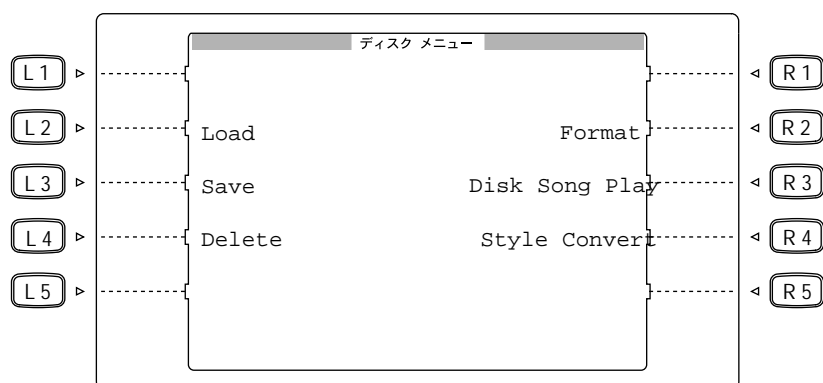 ディスク メニュー
L1 R1
L2 Load Format R2
L3 Save Disk Song Play R3
L4 Delete Style Convert R4
L5 R5